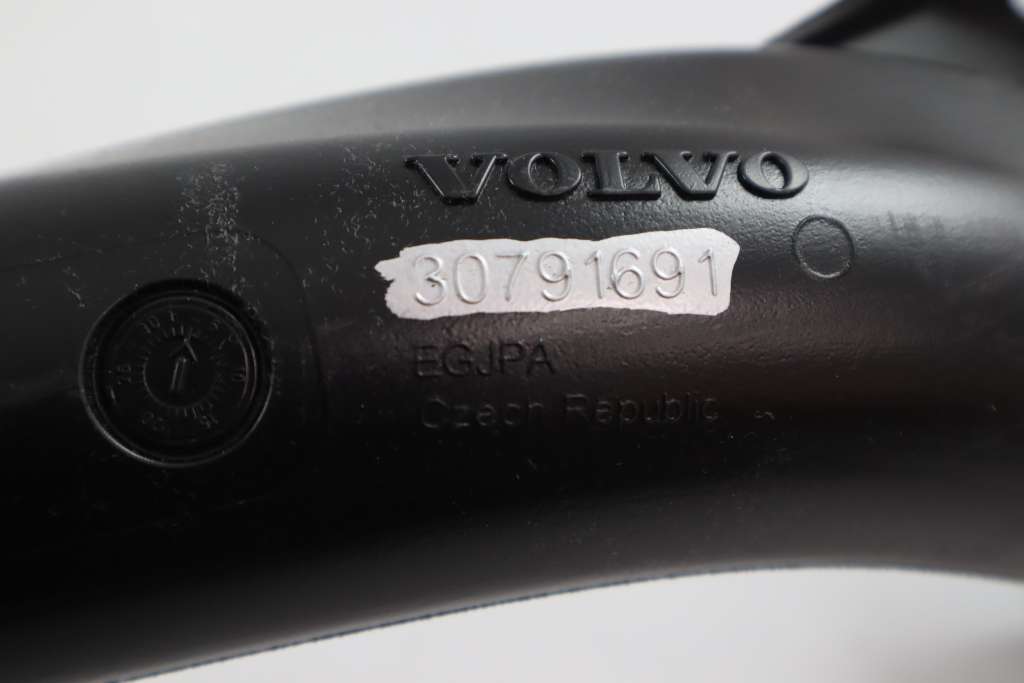 VOLVO
30791691
EGJPA
Czech Republic